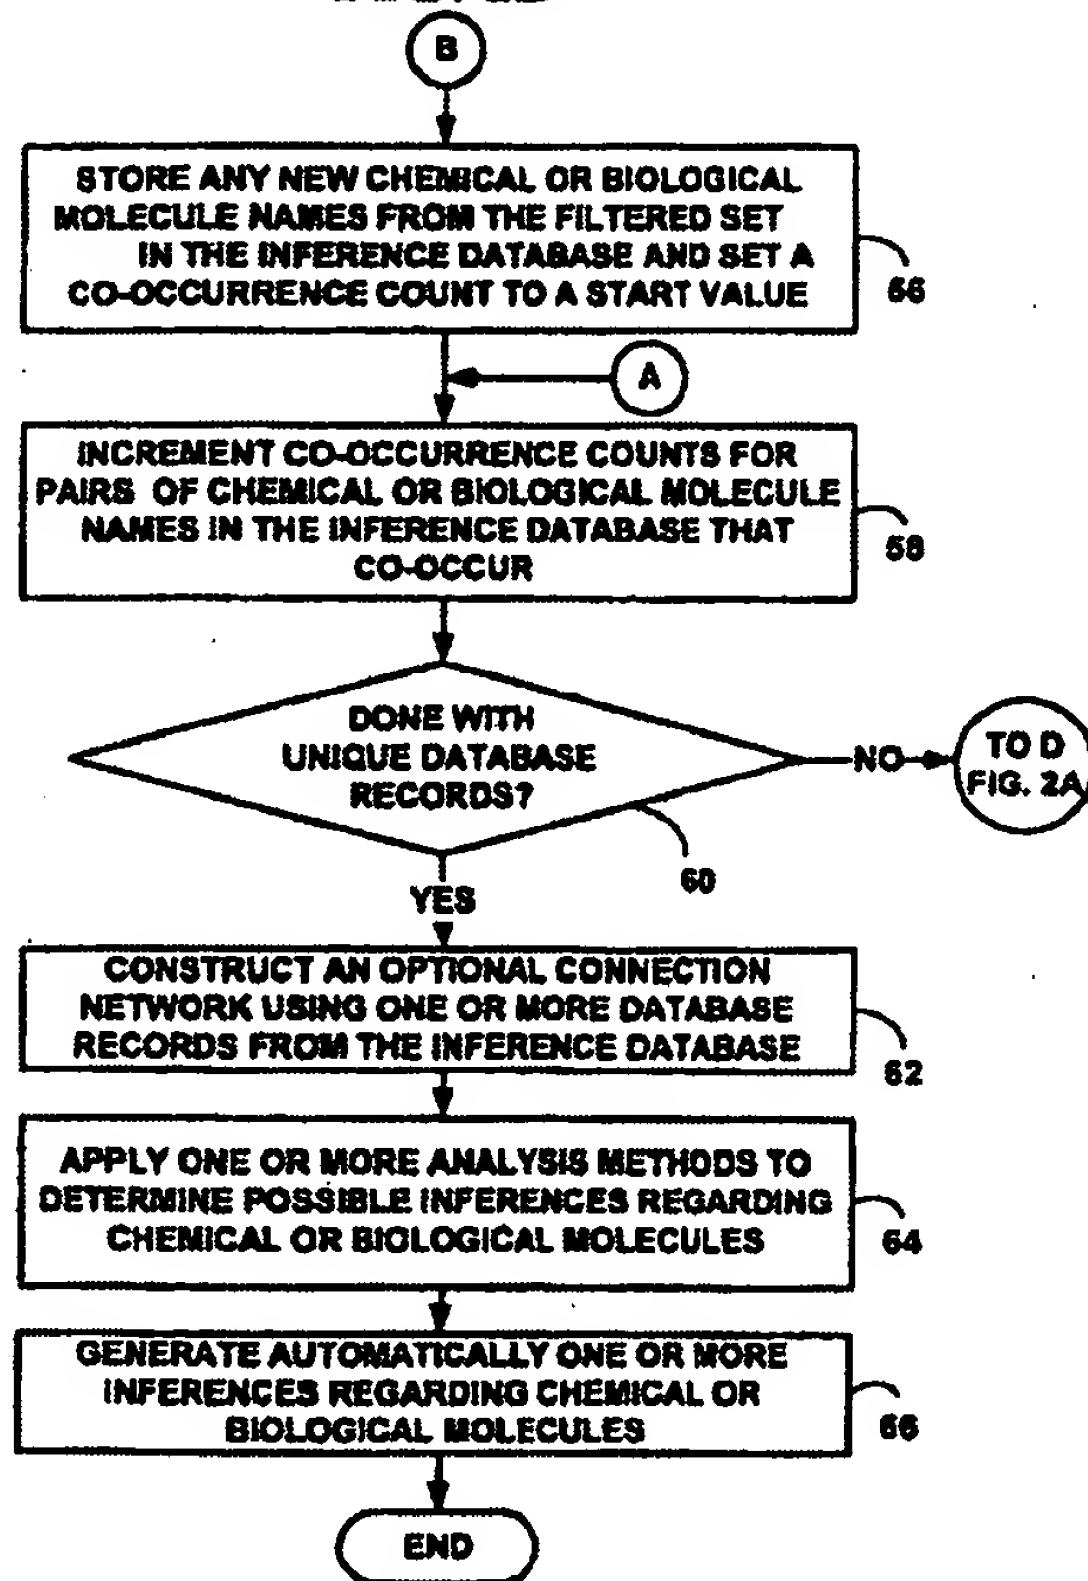 B
STORE ANY NEW CHEMICAL OR BIOLOGICAL
MOLECULE NAMES FROM THE FILTERED SET
IN THE INFERENCE DATABASE AND SET A
CO-OCCURRENCE COUNT TO A START VALUE
56
A
INCREMENT CO-OCCURRENCE COUNTS FOR
PAIRS OF CHEMICAL OR BIOLOGICAL MOLECULE
NAMES IN THE INFERENCE DATABASE THAT
CO-OCCUR
58
DONE WITH
UNIQUE DATABASE
RECORDS?
NO
TO D
FIG. 2A
60
YES
CONSTRUCT AN OPTIONAL CONNECTION
NETWORK USING ONE OR MORE DATABASE
RECORDS FROM THE INFERENCE DATABASE
62
APPLY ONE OR MORE ANALYSIS METHODS TO
DETERMINE POSSIBLE INFERENCES REGARDING
CHEMICAL OR BIOLOGICAL MOLECULES
64
GENERATE AUTOMATICALLY ONE OR MORE
INFERENCES REGARDING CHEMICAL OR
BIOLOGICAL MOLECULES
66
END